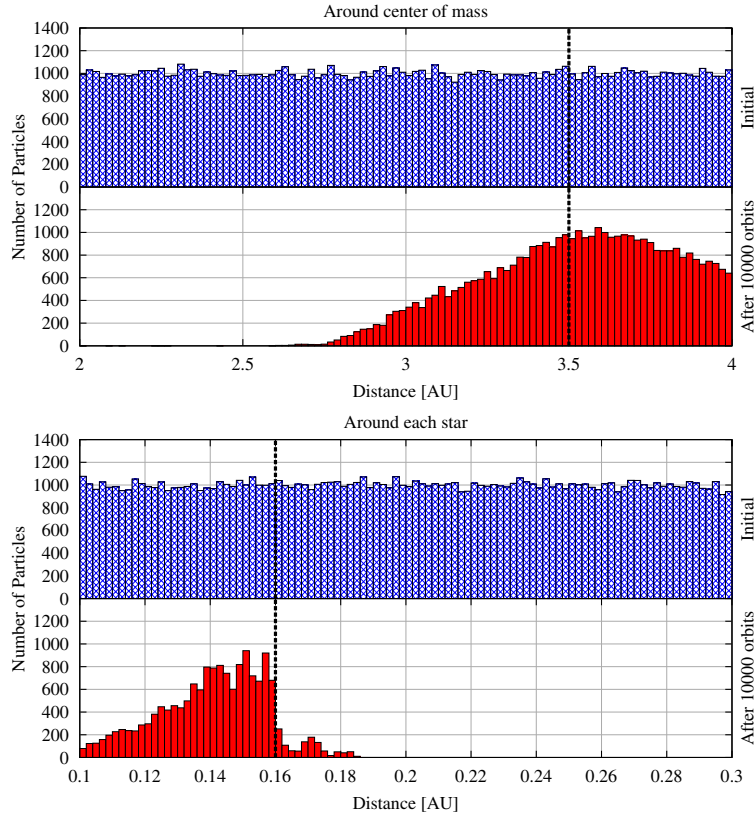 Around center of mass
1400
1200
1000
800
600
400
200
0
Initial
Number of Particles
1200
1000
800
600
400
200
0
After 10000 orbits
2 2.5 3 3.5 4
Distance [AU]
Around each star
1400
1200
1000
800
600
400
200
0
Initial
Number of Particles
1200
1000
800
600
400
200
0
After 10000 orbits
0.1 0.12 0.14 0.16 0.18 0.2 0.22 0.24 0.26 0.28 0.3
Distance [AU]